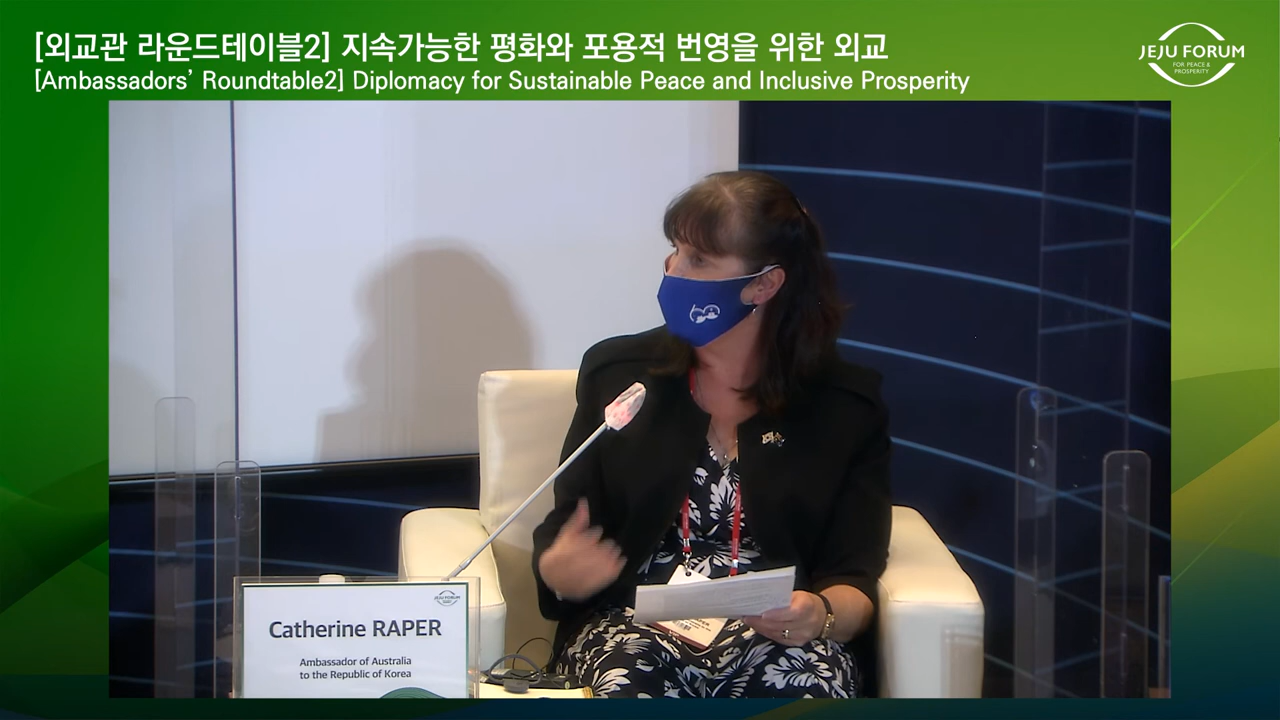 [외교관 라운드테이블2] 지속가능한 평화와 포용적 번영을 위한 외교
[Ambassadors’ Roundtable2] Diplomacy for Sustainable Peace and Inclusive Prosperity
JEJU FORUM
FOR PEACE &
PROSPERITY
JEJU FORUM
Catherine RAPER
Ambassador of Australia
to the Republic of Korea